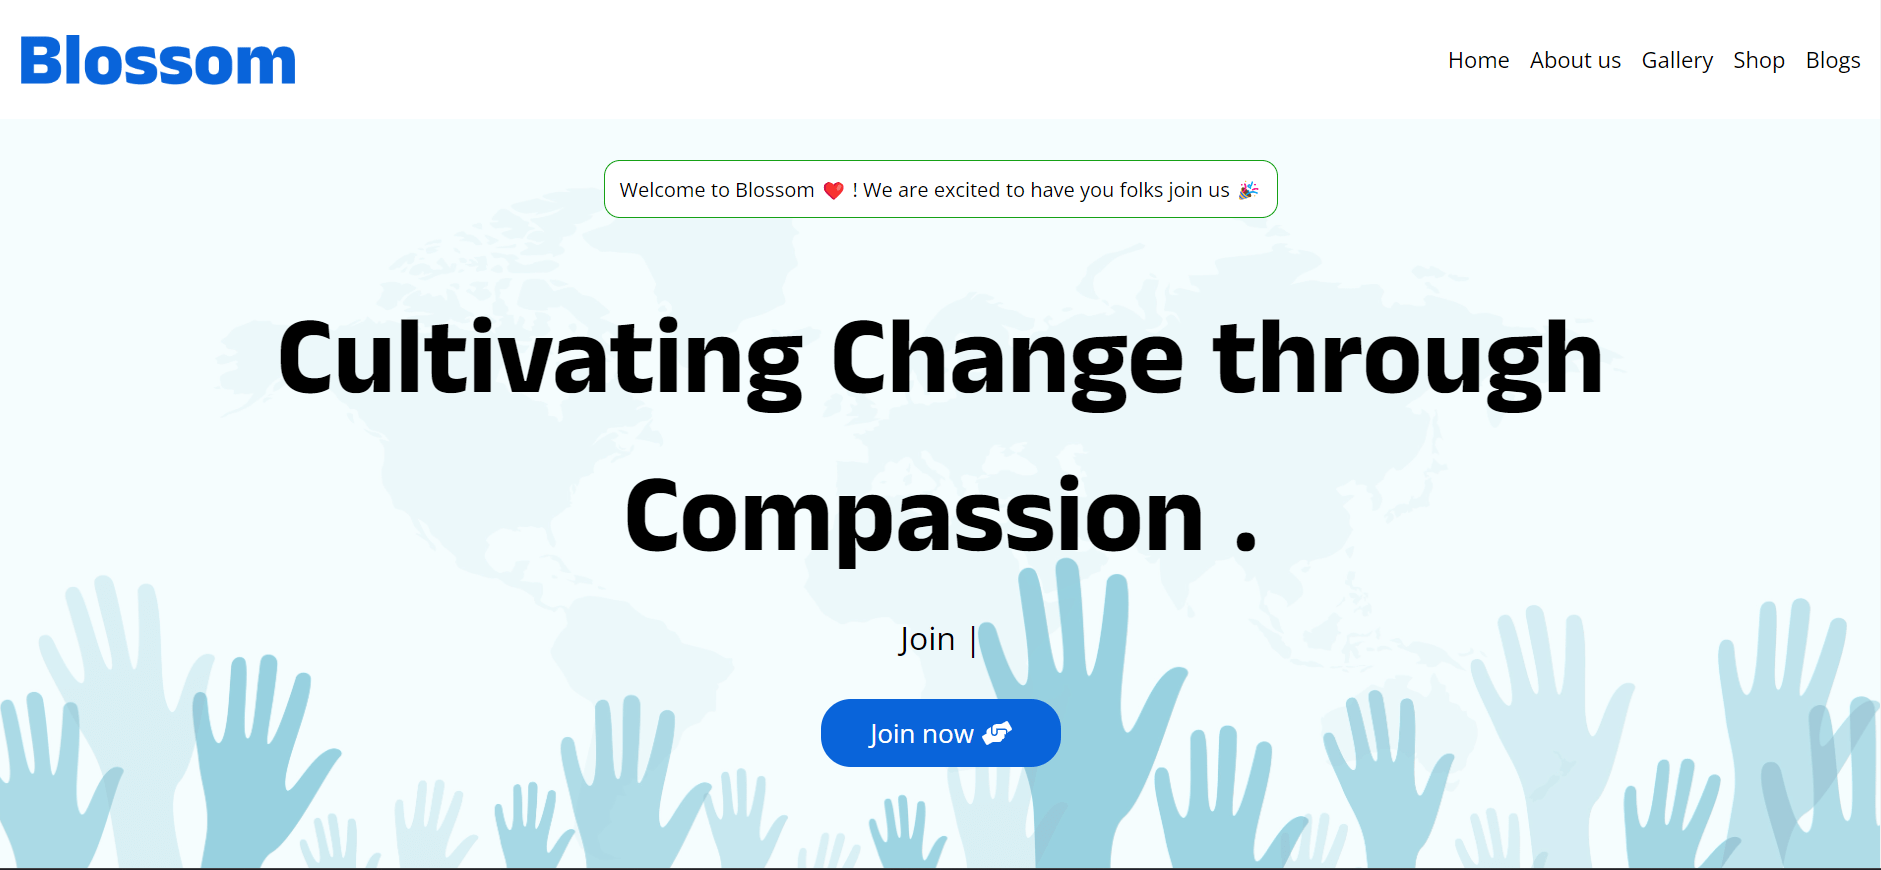 Blossom
Home About us Gallery Shop Blogs
Welcome to Blossom ❤️ ! We are excited to have you folks join us 🎉
Cultivating Change through
Compassion .
Join |
Join now